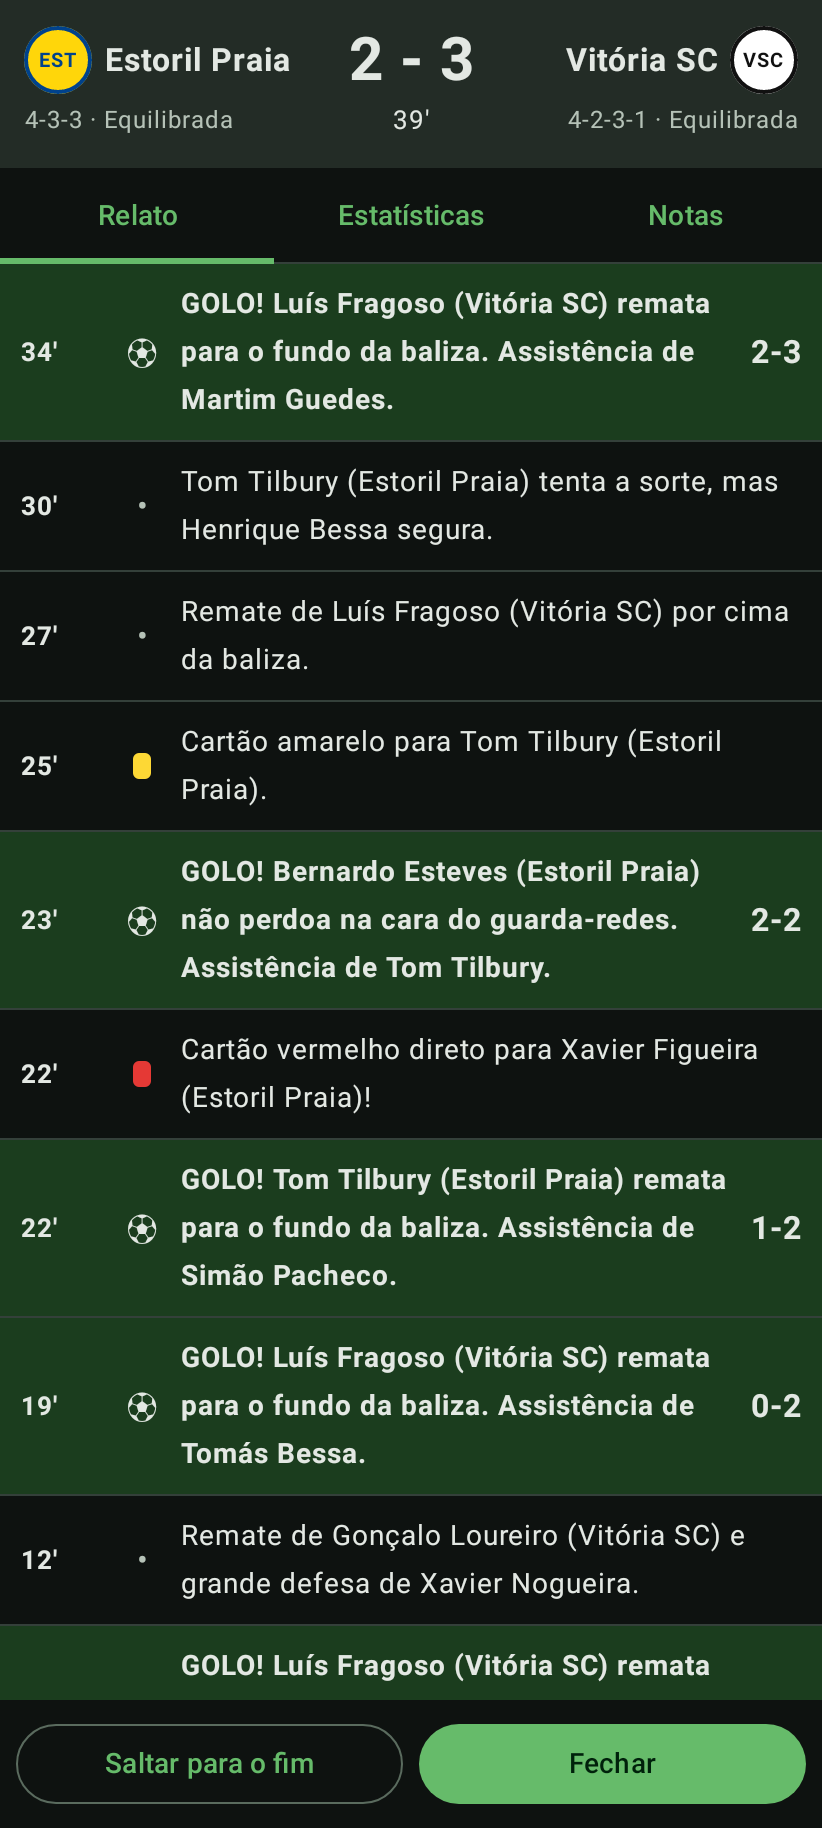 EST Estoril Praia 2 - 3 Vitória SC VSC
4-3-3 · Equilibrada 39' 4-2-3-1 · Equilibrada
Relato Estatísticas Notas
GOLO! Luís Fragoso (Vitória SC) remata
34' para o fundo da baliza. Assistência de 2-3
Martim Guedes.
Tom Tilbury (Estoril Praia) tenta a sorte, mas
30' · Henrique Bessa segura.
Remate de Luís Fragoso (Vitória SC) por cima
27' · da baliza.
Cartão amarelo para Tom Tilbury (Estoril
25' Praia).
GOLO! Bernardo Esteves (Estoril Praia)
23' não perdoa na cara do guarda-redes. 2-2
Assistência de Tom Tilbury.
Cartão vermelho direto para Xavier Figueira
22' (Estoril Praia)!
GOLO! Tom Tilbury (Estoril Praia) remata
22' para o fundo da baliza. Assistência de 1-2
Simão Pacheco.
GOLO! Luís Fragoso (Vitória SC) remata
19' para o fundo da baliza. Assistência de 0-2
Tomás Bessa.
Remate de Gonçalo Loureiro (Vitória SC) e
12' · grande defesa de Xavier Nogueira.
GOLO! Luís Fragoso (Vitória SC) remata
Saltar para o fim Fechar